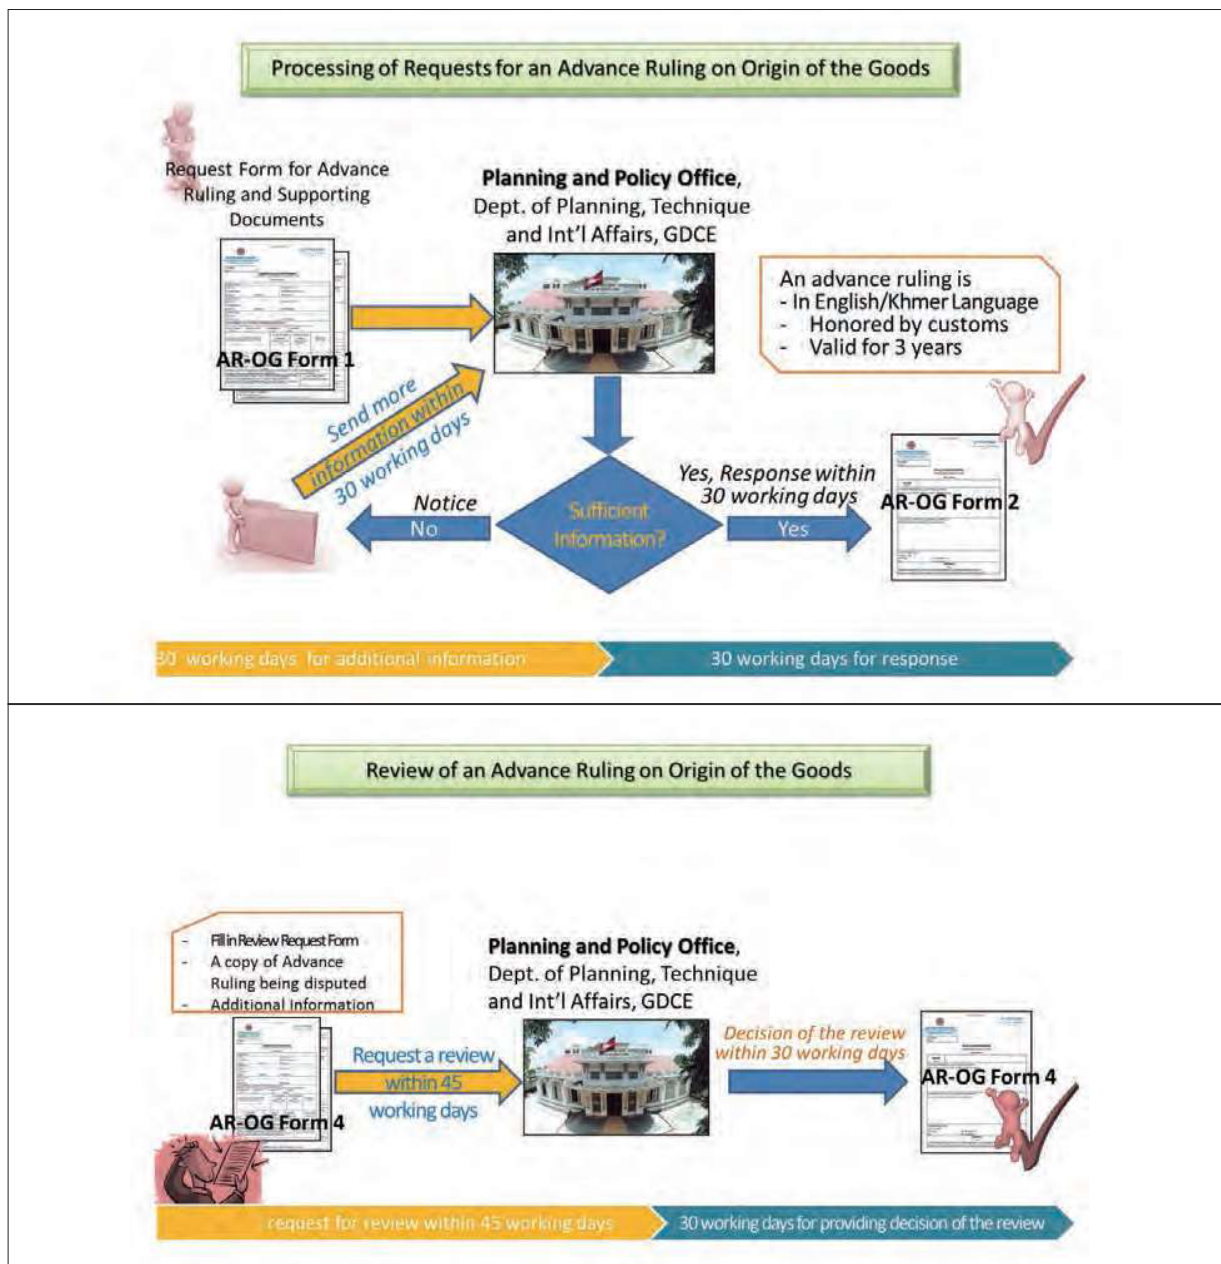 Processing of Requests for an Advance Ruling on Origin of the Goods
Request Form for Advance
Ruling and Supporting
Documents
AR-OG Form 1
Planning and Policy Office,
Dept. of Planning, Technique
and Int'l Affairs, GDCE
An advance ruling is
- In English/Khmer Language
- Honored by customs
- Valid for 3 years
Send more
information within
30 working days
Notice
No
Sufficient
Information?
Yes, Response within
30 working days
Yes
AR-OG Form 2
30 working days for additional information
30 working days for response
Review of an Advance Ruling on Origin of the Goods
- Fill in Review Request Form
- A copy of Advance
Ruling being disputed
- Additional Information
AR-OG Form 4
Request a review
within 45
working days
Planning and Policy Office,
Dept. of Planning, Technique
and Int'l Affairs, GDCE
Decision of the review
within 30 working days
AR-OG Form 4
request for review within 45 working days
30 working days for providing decision of the review